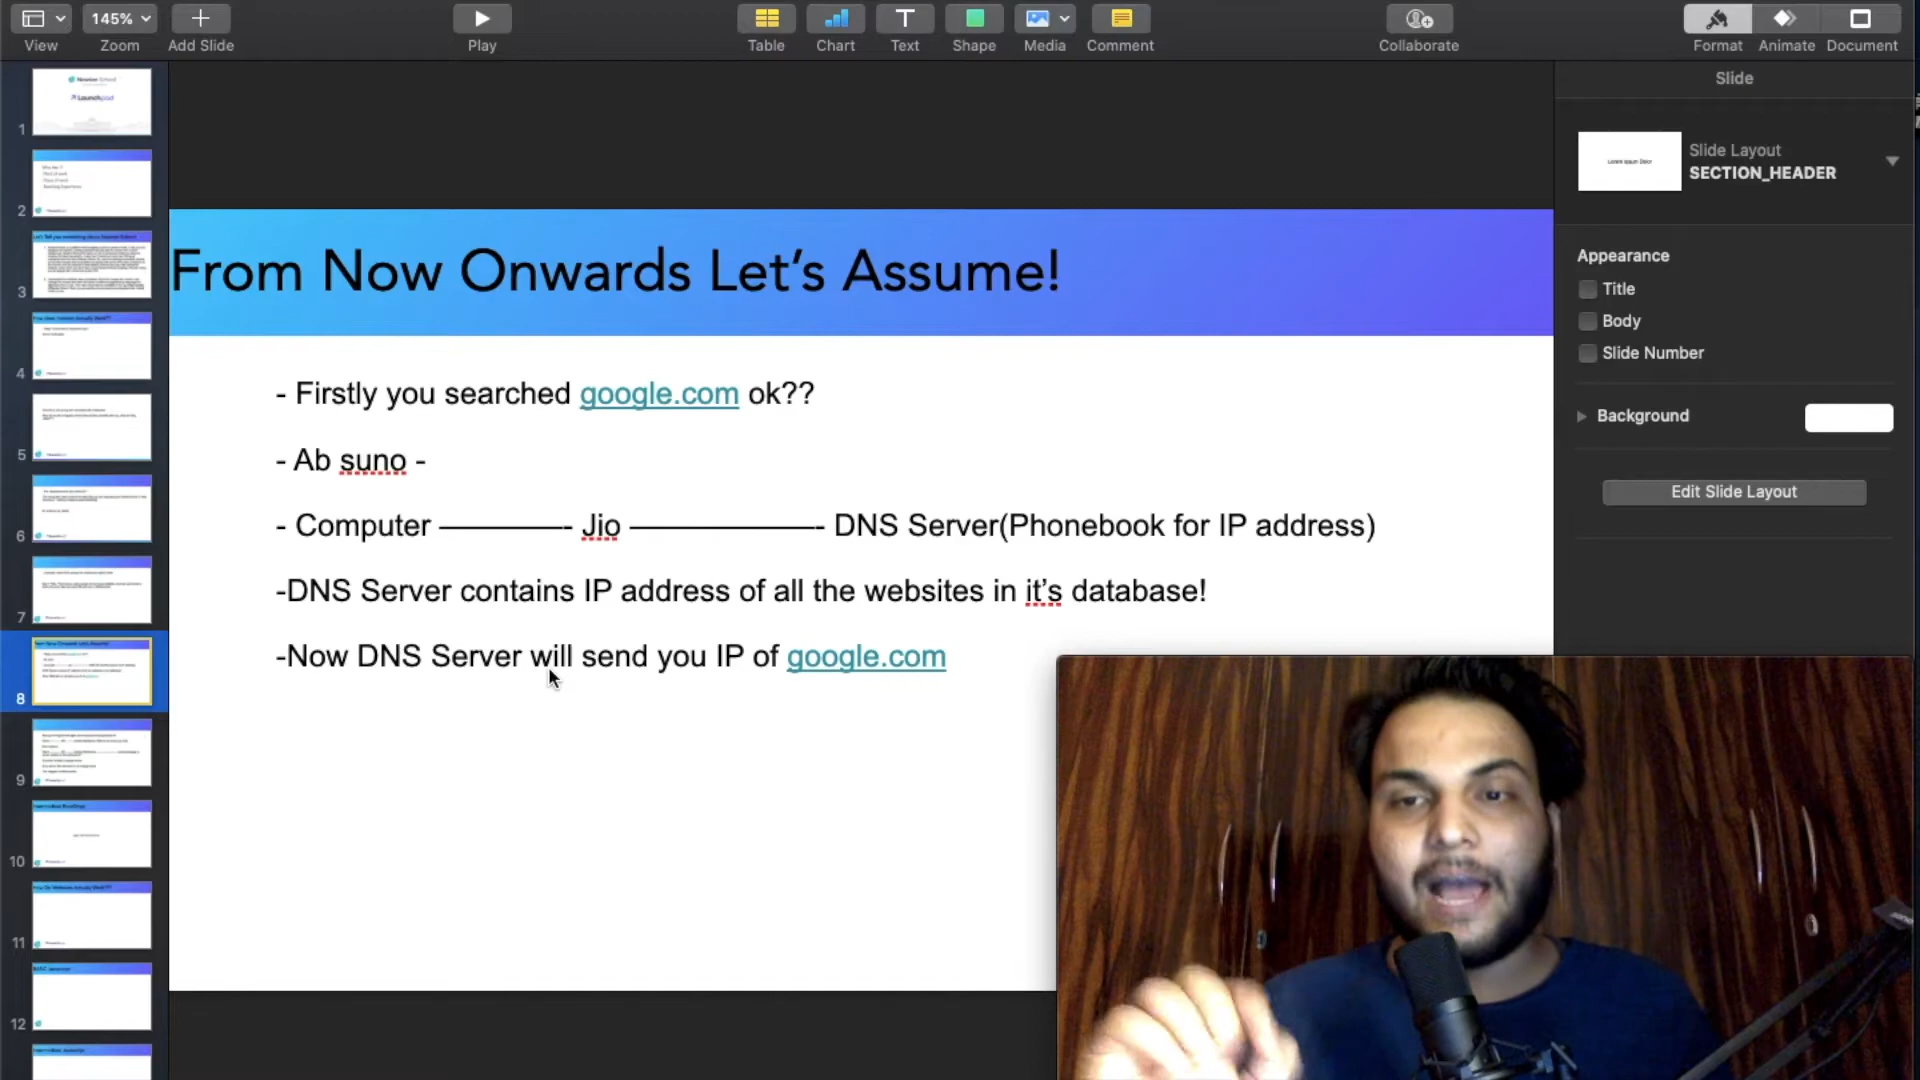 View
145%
Zoom
Add Slide
Play
Table
Chart
Text
Shape
Media
Comment
Collaborate
Format
Animate
Document
1
2
3
4
5
6
7
8
9
10
11
12
From Now Onwards Let’s Assume!
- Firstly you searched google.com ok??
- Ab suno -
- Computer ————- Jio ——————- DNS Server(Phonebook for IP address)
-DNS Server contains IP address of all the websites in it’s database!
-Now DNS Server will send you IP of google.com
Slide
Slide Layout
SECTION_HEADER
Appearance
Title
Body
Slide Number
Background
Edit Slide Layout